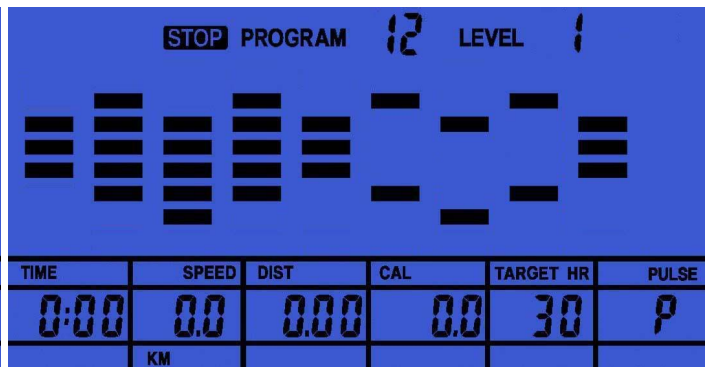 STOP PROGRAM 12 LEVEL 1
TIME SPEED DIST CAL TARGET HR PULSE
0:00 0.0 0.00 0.0 30 P
KM